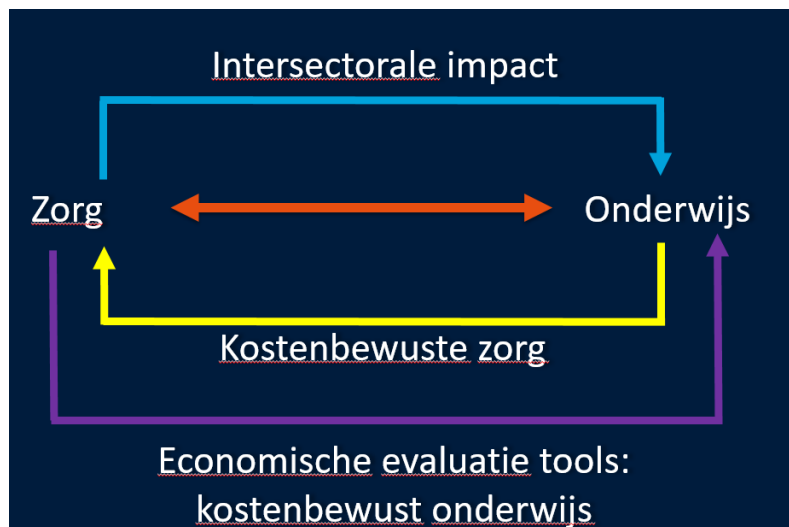 Intersectorale impact
Zorg
Onderwijs
Kostenbewuste zorg
Economische evaluatie tools:
kostenbewust onderwijs